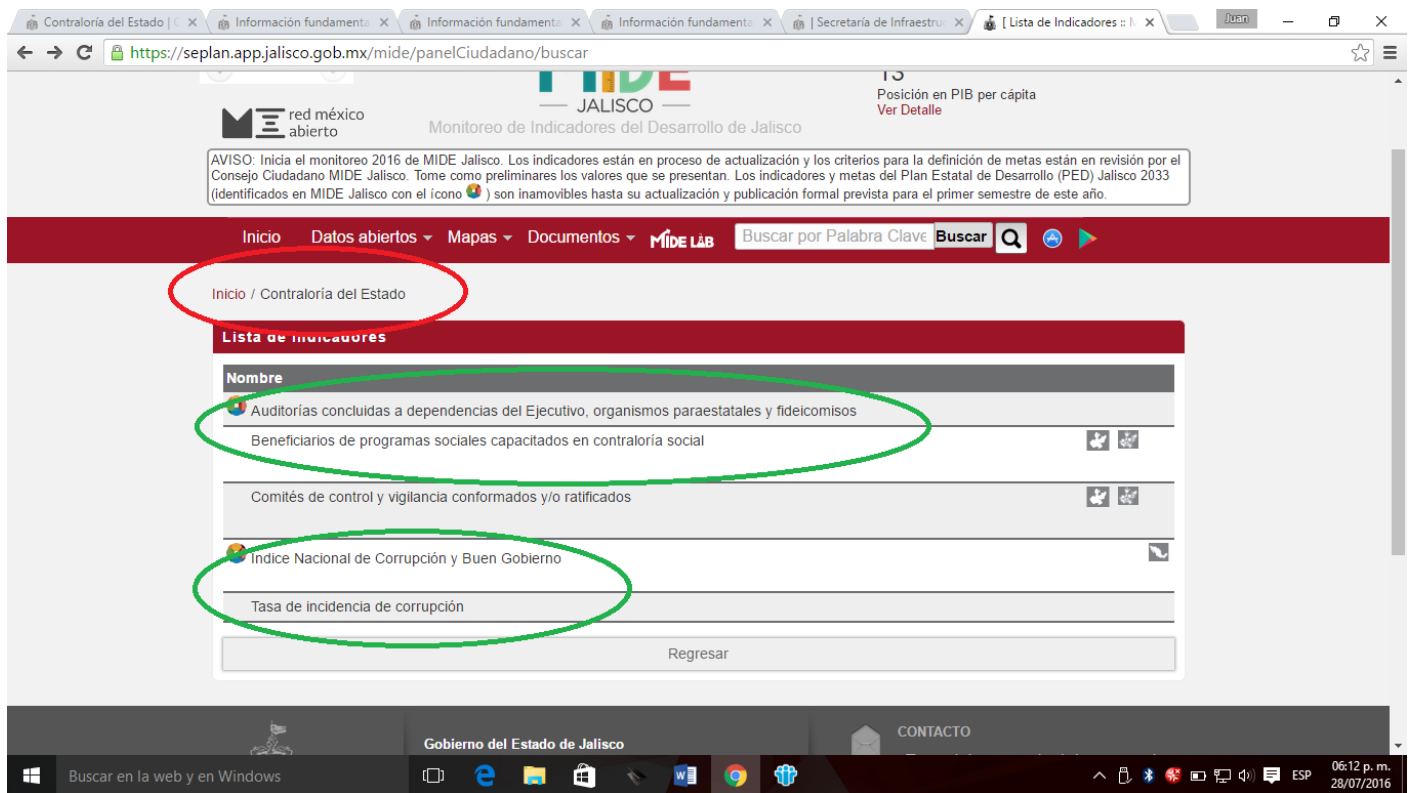 Contraloría del Estado | C
Información fundamenta
Información fundamenta
Información fundamenta
| Secretaría de Infraestruc
[ Lista de Indicadores :: M
Juan
https://seplan.app.jalisco.gob.mx/mide/panelCiudadano/buscar
MIDE
13
JALISCO
Posición en PIB per cápita
Ver Detalle
red méxico
abierto
Monitoreo de Indicadores del Desarrollo de Jalisco
AVISO: Inicia el monitoreo 2016 de MIDE Jalisco. Los indicadores están en proceso de actualización y los criterios para la definición de metas están en revisión por el
Consejo Ciudadano MIDE Jalisco. Tome como preliminares los valores que se presentan. Los indicadores y metas del Plan Estatal de Desarrollo (PED) Jalisco 2033
(identificados en MIDE Jalisco con el ícono ) son inamovibles hasta su actualización y publicación formal prevista para el primer semestre de este año.
Inicio Datos abiertos Mapas Documentos MIDE LAB Buscar por Palabra Clave Buscar
Inicio / Contraloría del Estado
Lista de Indicadores
Nombre
Auditorías concluidas a dependencias del Ejecutivo, organismos paraestatales y fideicomisos
Beneficiarios de programas sociales capacitados en contraloría social
Comités de control y vigilancia conformados y/o ratificados
Indice Nacional de Corrupción y Buen Gobierno
Tasa de incidencia de corrupción
Regresar
CONTACTO
Gobierno del Estado de Jalisco
Buscar en la web y en Windows
ESP
06:12 p. m.
28/07/2016